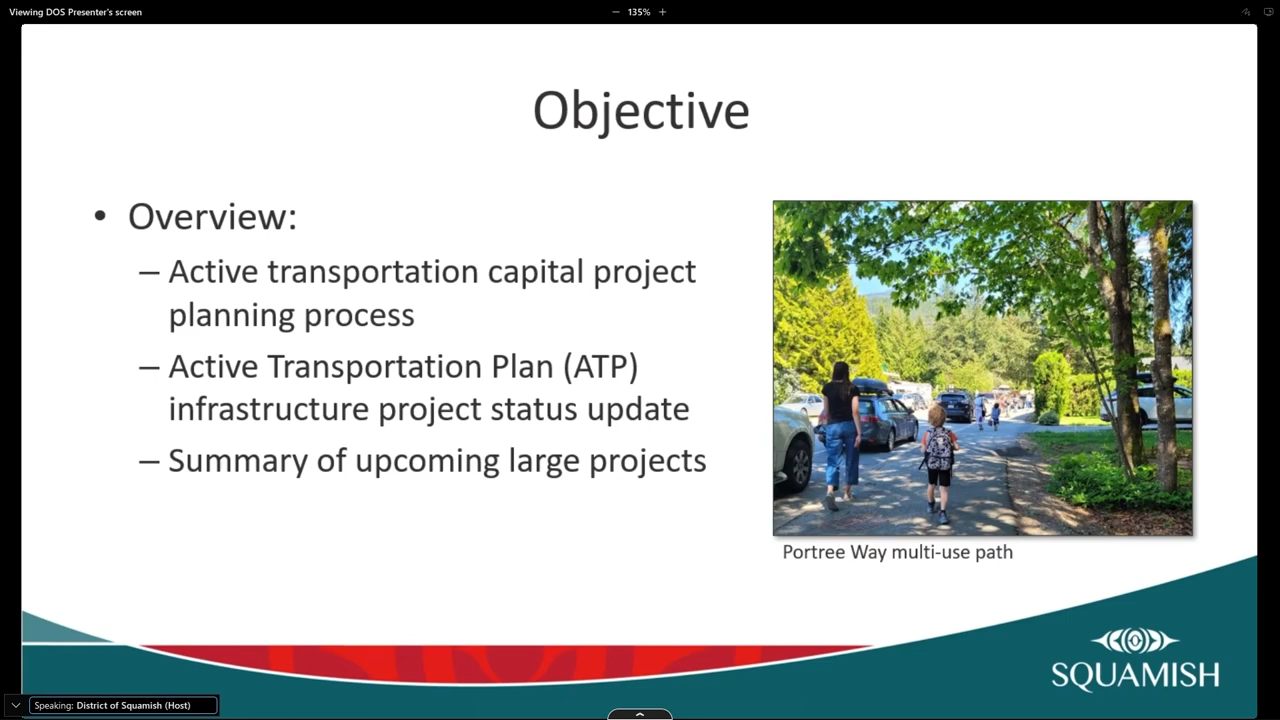 Viewing DOS Presenter's screen
− 135% +
Objective
• Overview:
– Active transportation capital project
planning process
– Active Transportation Plan (ATP)
infrastructure project status update
– Summary of upcoming large projects
Portree Way multi-use path
SQUAMISH
Speaking: District of Squamish (Host)